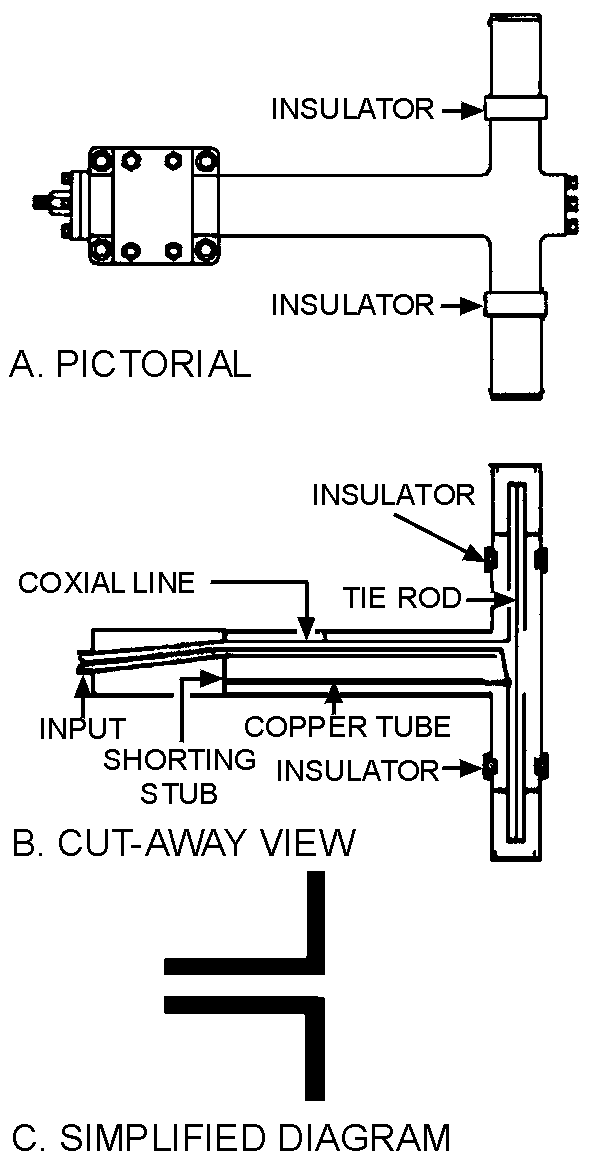 INSULATOR
INSULATOR
A. PICTORIAL
INSULATOR
COXIAL LINE
TIE ROD
INPUT
COPPER TUBE
SHORTING
STUB
INSULATOR
B. CUT-AWAY VIEW
C. SIMPLIFIED DIAGRAM